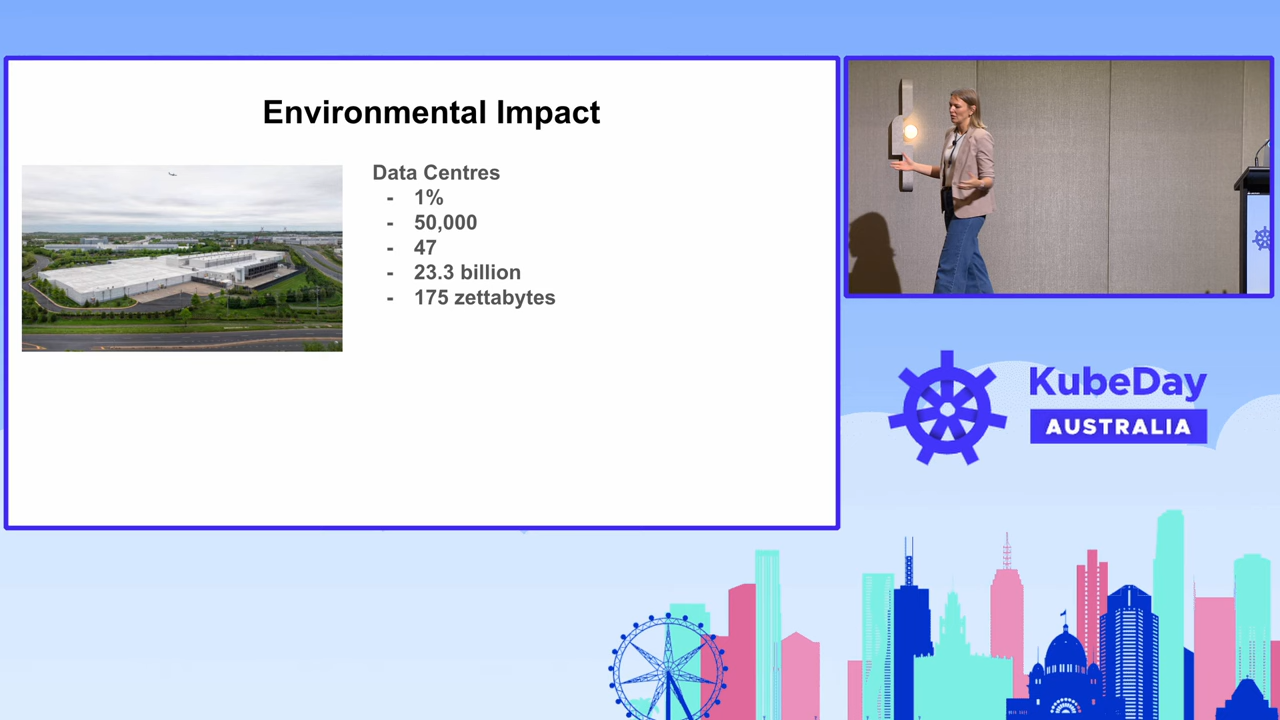 Environmental Impact
Data Centres
- 1%
- 50,000
- 47
- 23.3 billion
- 175 zettabytes
KubeDay
AUSTRALIA